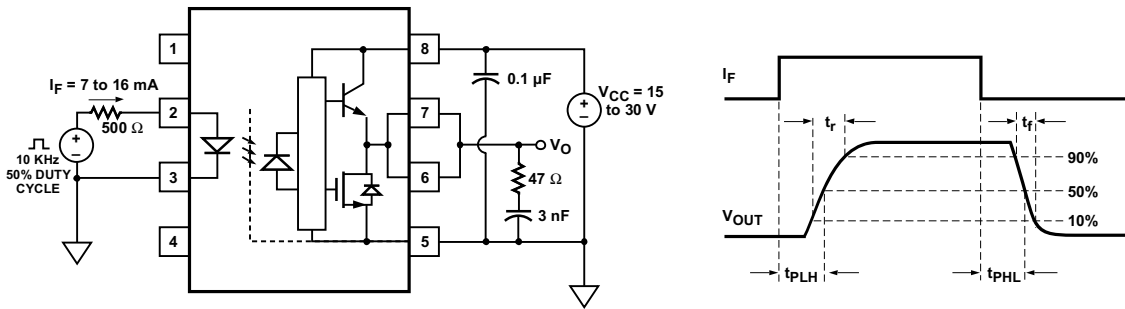 1
8
I_F = 7 to 16 mA
500 Ω
2
7
3
6
4
5
10 KHz
50% DUTY
CYCLE
0.1 µF
V_CC = 15
to 30 V
V_O
47 Ω
3 nF
I_F
t_r
t_f
90%
50%
10%
V_OUT
t_PLH
t_PHL